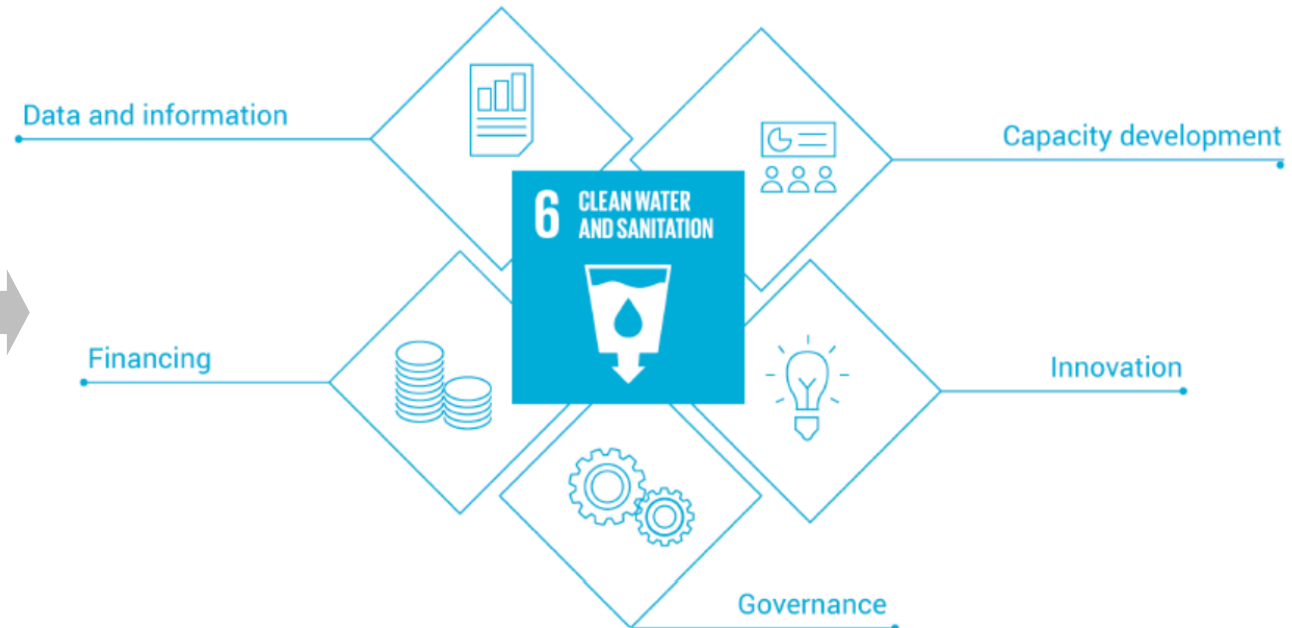 Data and information
Capacity development
6 CLEAN WATER
AND SANITATION
Financing
Innovation
Governance